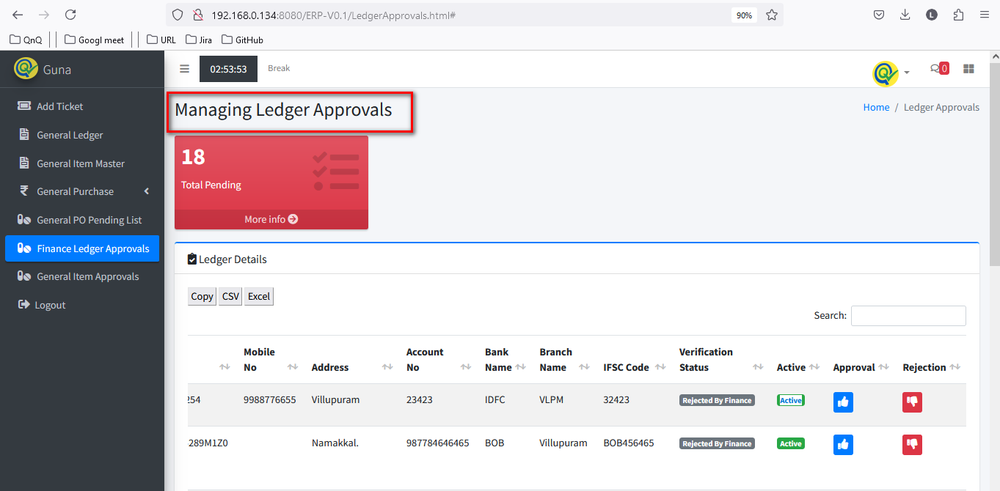 192.168.0.134:8080/ERP-V0.1/LedgerApprovals.html#
90%
L
QnQ
Googl meet
URL
Jira
GitHub
Guna
02:53:53
Break
0
Add Ticket
General Ledger
General Item Master
General Purchase
General PO Pending List
Finance Ledger Approvals
General Item Approvals
Logout
Managing Ledger Approvals
Home / Ledger Approvals
18
Total Pending
More info
Ledger Details
Copy CSV Excel
Search:
Mobile No Address Account No Bank Name Branch Name IFSC Code Verification Status Active Approval Rejection
254 9988776655 Villupuram 23423 IDFC VLPM 32423 Rejected By Finance Active
289M1Z0 Namakkal. 987784646465 BOB Villupuram BOB456465 Rejected By Finance Active